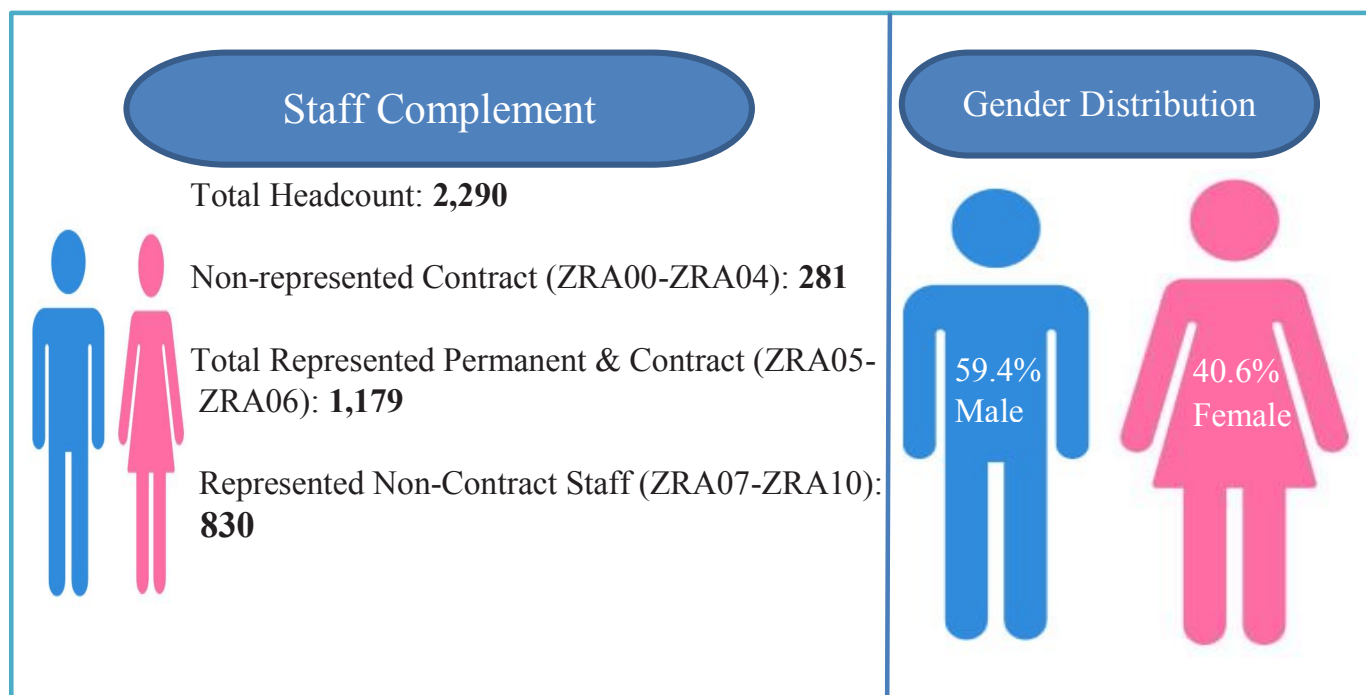 Staff Complement
Total Headcount: 2,290
Non-represented Contract (ZRA00-ZRA04): 281
Total Represented Permanent & Contract (ZRA05-
ZRA06): 1,179
Represented Non-Contract Staff (ZRA07-ZRA10):
830
Gender Distribution
59.4%
Male
40.6%
Female